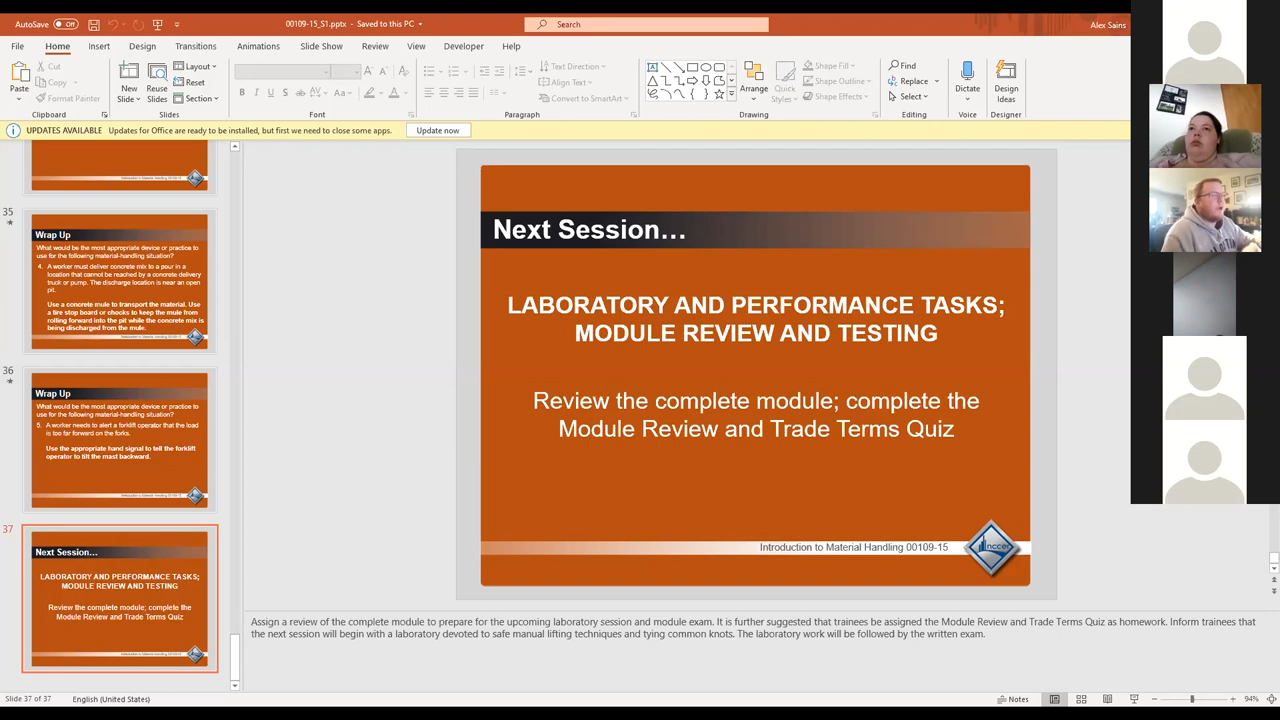 AutoSave Off 00109-15_S1.pptx - Saved to this PC Search Alex Sains
File Home Insert Design Transitions Animations Slide Show Review View Developer Help
Paste Cut Copy Format Painter Clipboard
New Slide Reuse Slides Layout Reset Section Slides
Font
Text Direction Align Text Convert to SmartArt Paragraph
Arrange Quick Styles Shape Fill Shape Outline Shape Effects Drawing
Find Replace Select Editing
Dictate Voice
Design Ideas Designer
UPDATES AVAILABLE Updates for Office are ready to be installed, but first we need to close some apps. Update now
35
Wrap Up
What would be the most appropriate device or practice to
use for the following material-handling situation?
4. A worker must deliver concrete mix to a pour in a
location that cannot be reached by a concrete delivery
truck or pump. The discharge location is near an open
pit.
Use a concrete mule to transport the material. Use
a tire stop board or chocks to keep the mule from
rolling forward into the pit while the concrete mix is
being discharged from the mule.
36
Wrap Up
What would be the most appropriate device or practice to
use for the following material-handling situation?
5. A worker needs to alert a forklift operator that the load
is too far forward on the forks.
Use the appropriate hand signal to tell the forklift
operator to tilt the mast backward.
37
Next Session…
LABORATORY AND PERFORMANCE TASKS;
MODULE REVIEW AND TESTING
Review the complete module; complete the
Module Review and Trade Terms Quiz
Next Session…
LABORATORY AND PERFORMANCE TASKS;
MODULE REVIEW AND TESTING
Review the complete module; complete the
Module Review and Trade Terms Quiz
Introduction to Material Handling 00109-15
nccer
Assign a review of the complete module to prepare for the upcoming laboratory session and module exam. It is further suggested that trainees be assigned the Module Review and Trade Terms Quiz as homework. Inform trainees that
the next session will begin with a laboratory devoted to safe manual lifting techniques and tying common knots. The laboratory work will be followed by the written exam.
Slide 37 of 37 English (United States) Notes 94%